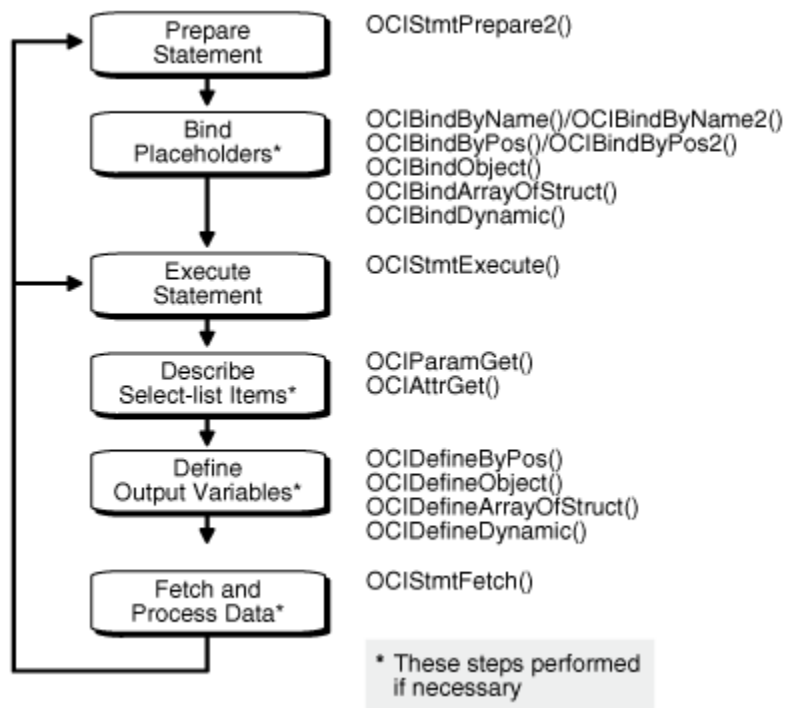 Prepare
Statement
OCIStmtPrepare2()
Bind
Placeholders*
OCIBindByName()/OCIBindByName2()
OCIBindByPos()/OCIBindByPos2()
OCIBindObject()
OCIBindArrayOfStruct()
OCIBindDynamic()
Execute
Statement
OCIStmtExecute()
Describe
Select-list Items*
OCIParamGet()
OCIAttrGet()
Define
Output Variables*
OCIDefineByPos()
OCIDefineObject()
OCIDefineArrayOfStruct()
OCIDefineDynamic()
Fetch and
Process Data*
OCIStmtFetch()
* These steps performed
if necessary